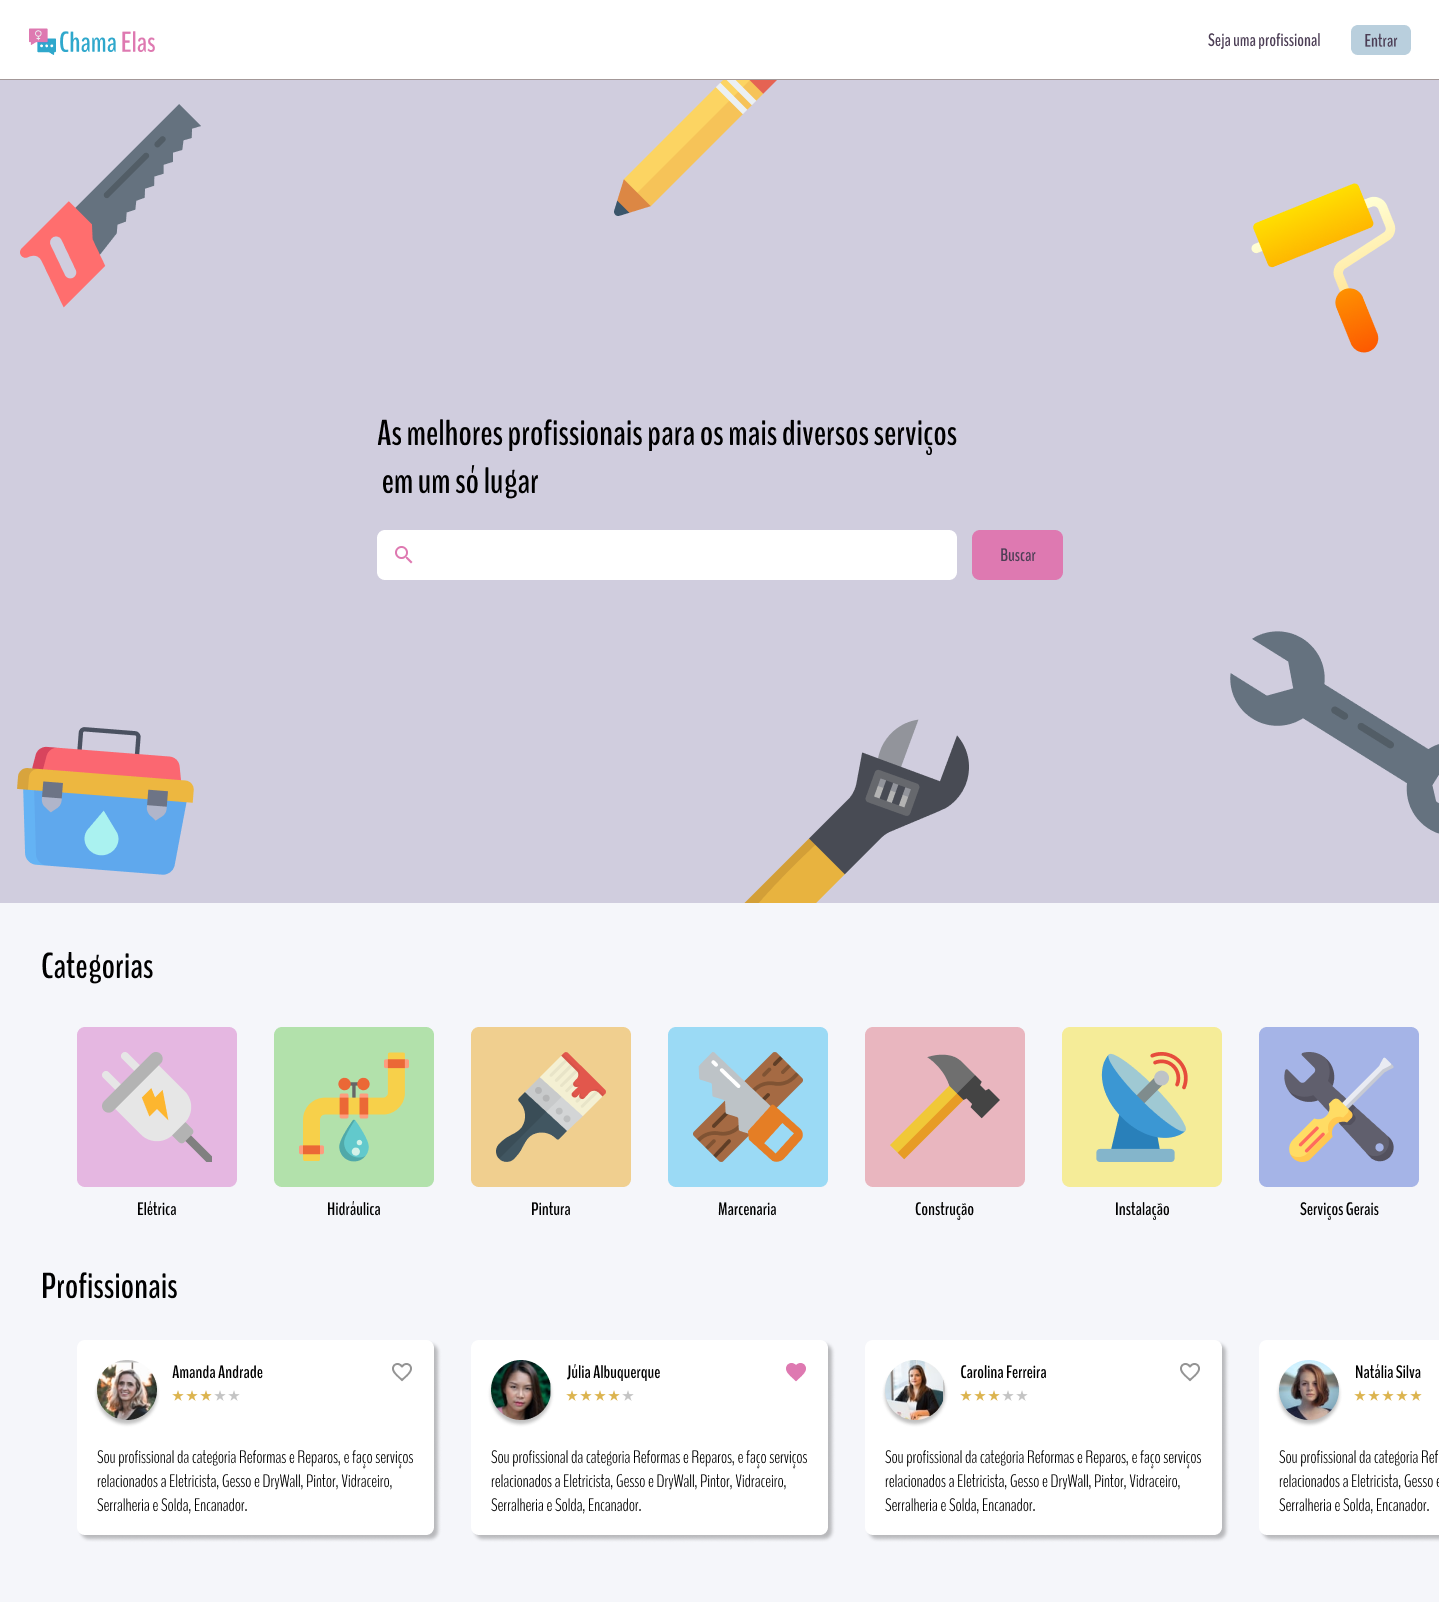 Chama Elas
Seja uma profissional
Entrar
As melhores profissionais para os mais diversos serviços
em um só lugar
Buscar
Categorias
Elétrica
Hidráulica
Pintura
Marcenaria
Construção
Instalação
Serviços Gerais
Profissionais
Amanda Andrade
Sou profissional da categoria Reformas e Reparos, e faço serviços
relacionados a Eletricista, Gesso e DryWall, Pintor, Vidraceiro,
Serralheria e Solda, Encanador.
Júlia Albuquerque
Sou profissional da categoria Reformas e Reparos, e faço serviços
relacionados a Eletricista, Gesso e DryWall, Pintor, Vidraceiro,
Serralheria e Solda, Encanador.
Carolina Ferreira
Sou profissional da categoria Reformas e Reparos, e faço serviços
relacionados a Eletricista, Gesso e DryWall, Pintor, Vidraceiro,
Serralheria e Solda, Encanador.
Natália Silva
Sou profissional da categoria Ref
relacionados a Eletricista, Gesso e
Serralheria e Solda, Encanador.